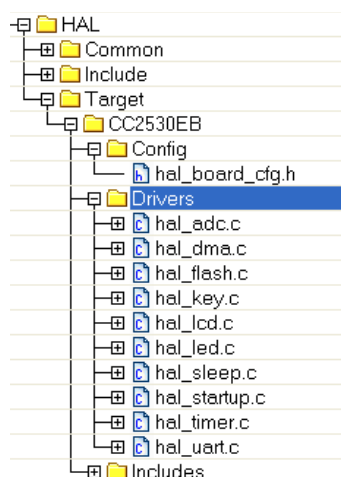 HAL
Common
Include
Target
CC2530EB
Config
hal_board_cfg.h
Drivers
hal_adc.c
hal_dma.c
hal_flash.c
hal_key.c
hal_lcd.c
hal_led.c
hal_sleep.c
hal_startup.c
hal_timer.c
hal_uart.c
Includes